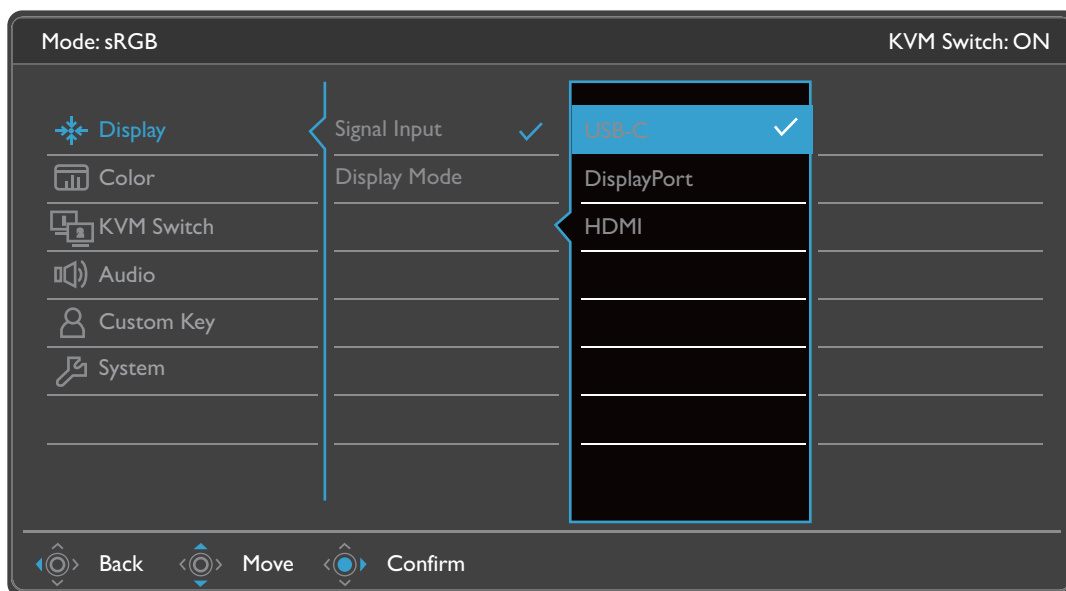 Mode: sRGB KVM Switch: ON
Display Signal Input USB-C
Color Display Mode DisplayPort
KVM Switch HDMI
Audio
Custom Key
System
Back Move Confirm